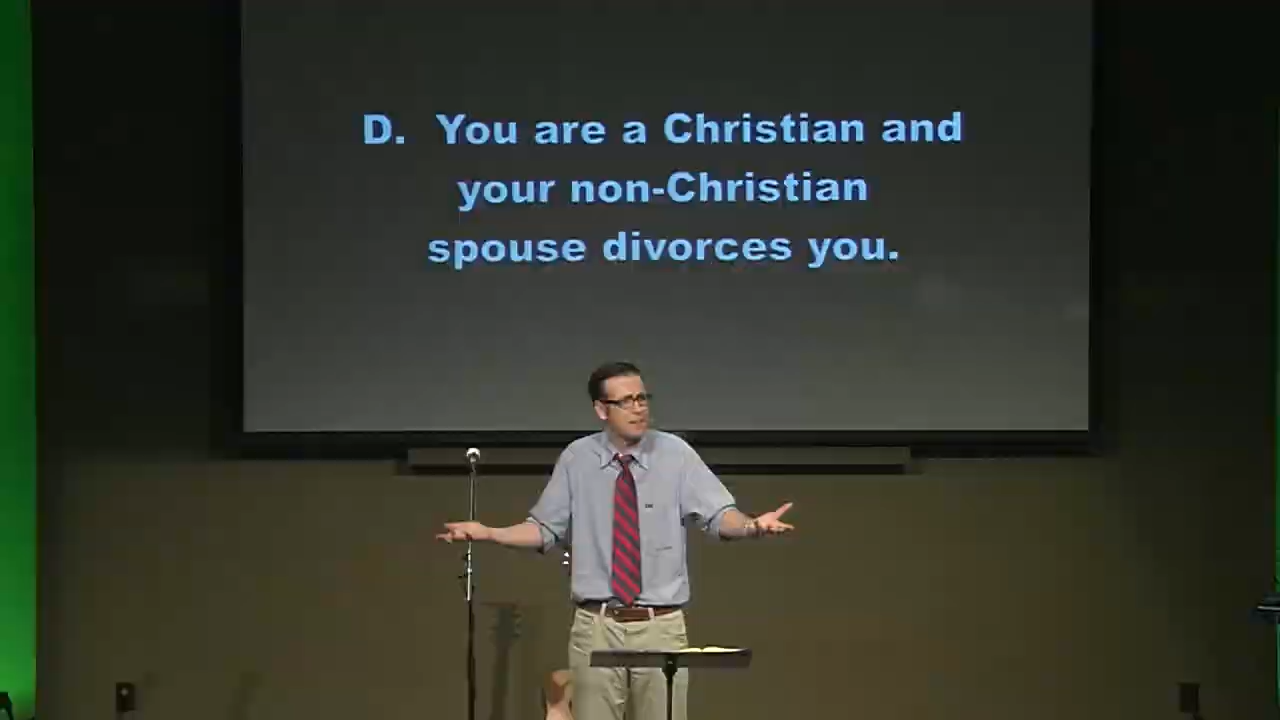 D. You are a Christian and
your non-Christian
spouse divorces you.